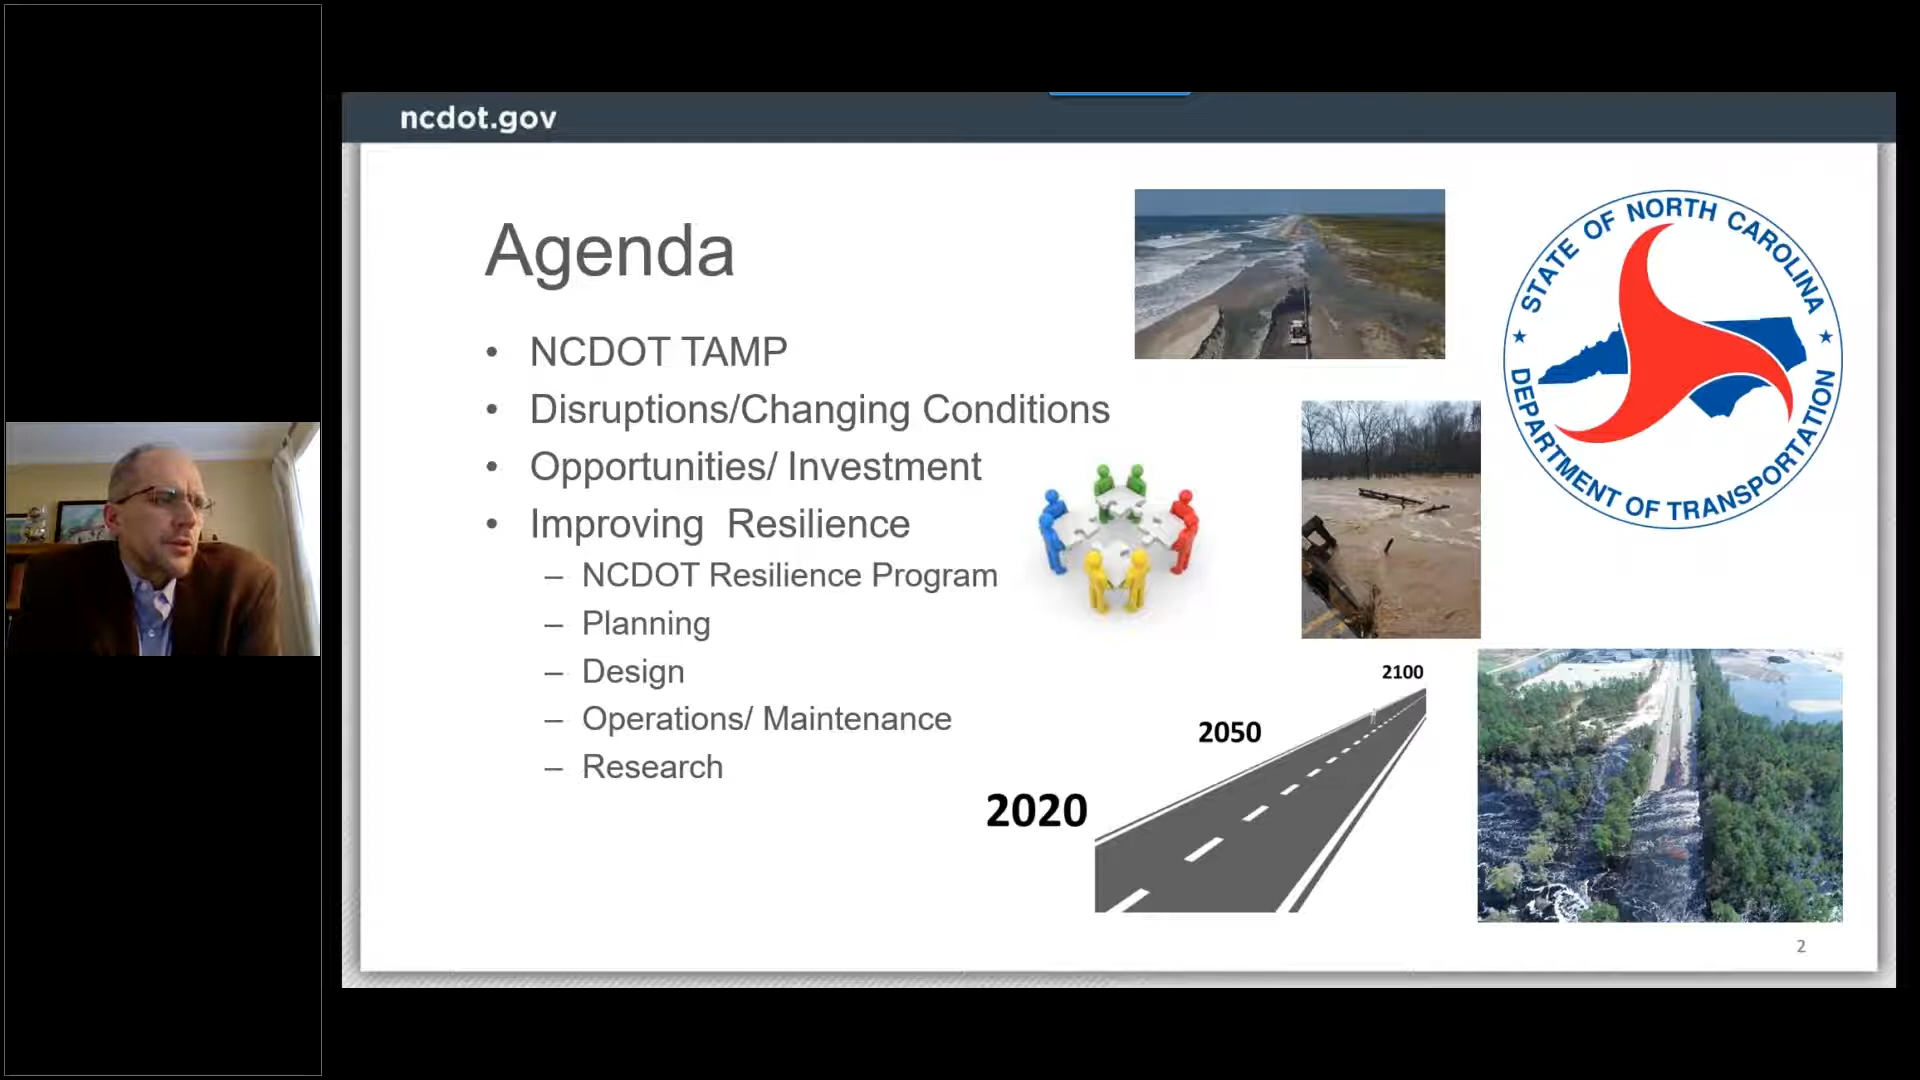 ncdot.gov
Agenda
• NCDOT TAMP
• Disruptions/Changing Conditions
• Opportunities/ Investment
• Improving  Resilience
– NCDOT Resilience Program
– Planning
– Design
– Operations/ Maintenance
– Research
STATE OF NORTH CAROLINA
DEPARTMENT OF TRANSPORTATION
2100
2050
2020
2